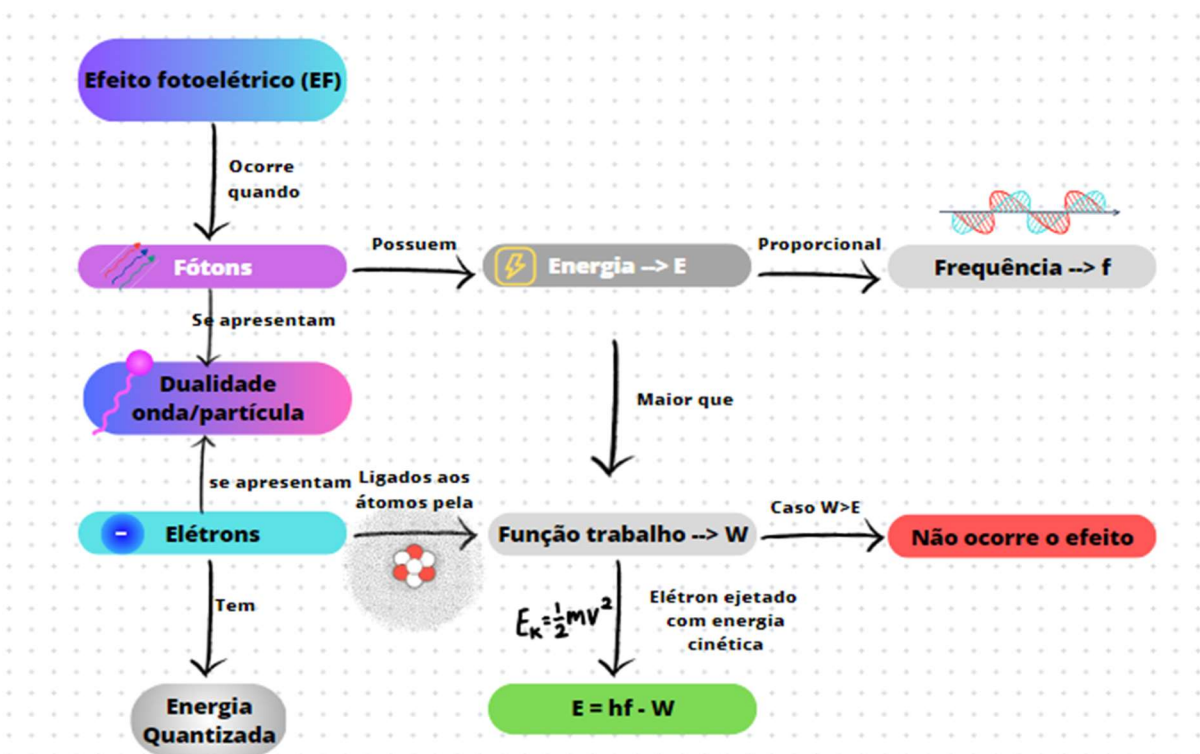 Efeito fotoelétrico (EF)
Ocorre
quando
Fótons
Possuem
Energia --> E
Proporcional
Frequência --> f
Se apresentam
Dualidade
onda/partícula
Maior que
se apresentam
Ligados aos
átomos pela
Elétrons
-
Função trabalho --> W
Caso W>E
Não ocorre o efeito
Tem
E_K = ½mv²
Elétron ejetado
com energia
cinética
Energia
Quantizada
E = hf - W